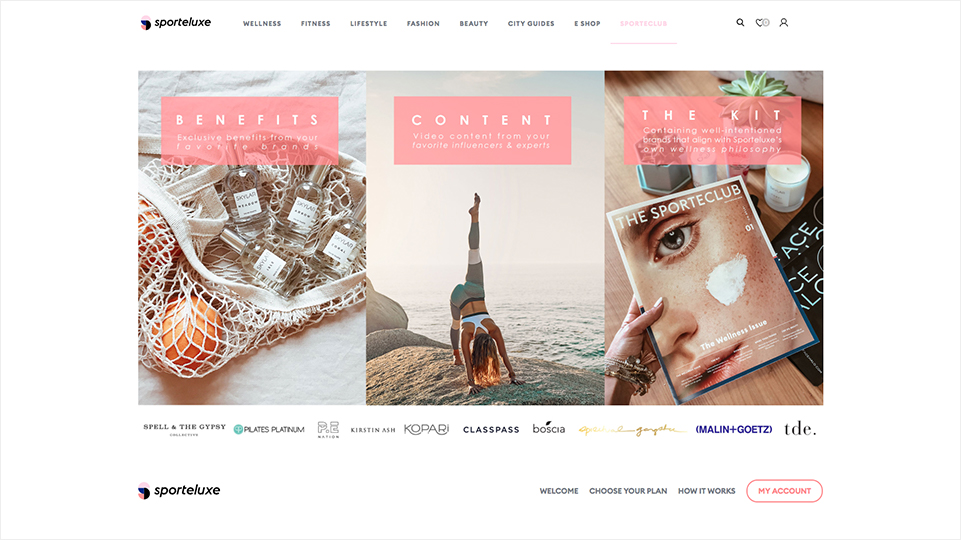 sporteluxe
WELLNESS
FITNESS
LIFESTYLE
FASHION
BEAUTY
CITY GUIDES
E SHOP
SPORTECLUB
BENEFITS
Exclusive benefits from your
favorite brands
CONTENT
Video content from your
favorite influencers & experts
THE KIT
Containing well-intentioned
brands that align with Sporteluxe's
own wellness philosophy
SKYLAR
SKYLAR
SKYLAR
THE SPORTECLUB
01
The Wellness Issue
SPELL & THE GYPSY
COLLECTIVE
PILATES PLATINUM
P.E
NATION
KIRSTIN ASH
KOPARi
CLASSPASS
boscia
(MALIN+GOETZ)
tde.
sporteluxe
WELCOME
CHOOSE YOUR PLAN
HOW IT WORKS
MY ACCOUNT